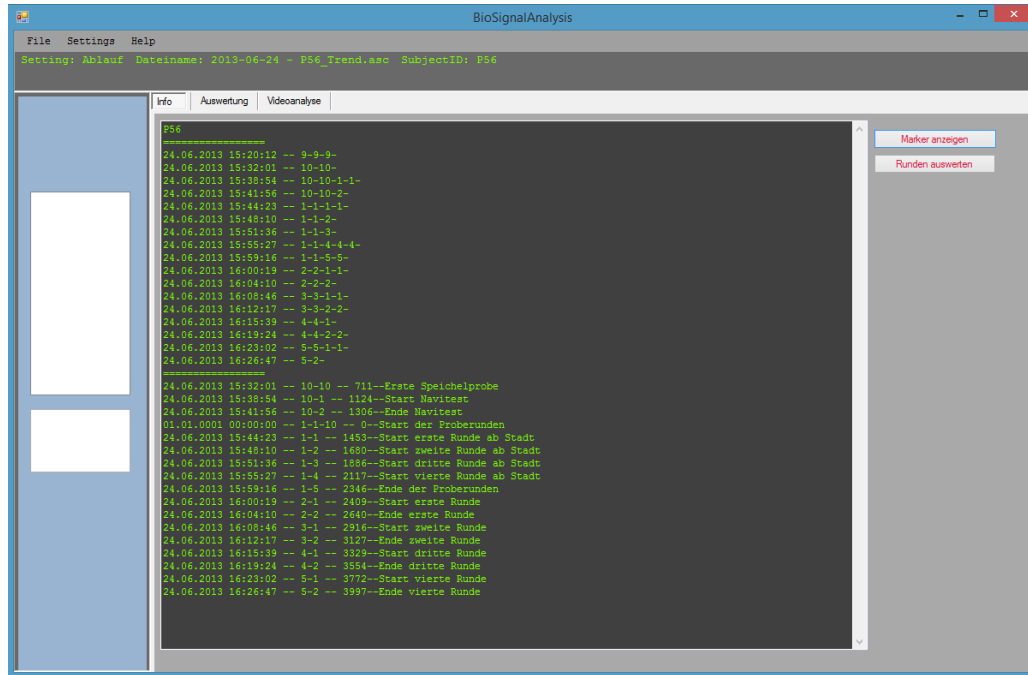 BioSignalAnalysis
File Settings Help
Setting: Ablauf Dateiname: 2013-06-24 - P56_Trend.asc SubjectID: P56
Info Auswertung Videoanalyse
P56
=================
24.06.2013 15:20:12 -- 9-9-9-
24.06.2013 15:32:01 -- 10-10-
24.06.2013 15:38:54 -- 10-10-1-1-
24.06.2013 15:41:56 -- 10-10-2-
24.06.2013 15:44:23 -- 1-1-1-1-
24.06.2013 15:48:10 -- 1-1-2-
24.06.2013 15:51:36 -- 1-1-3-
24.06.2013 15:55:27 -- 1-1-4-4-4-
24.06.2013 15:59:16 -- 1-1-5-5-
24.06.2013 16:00:19 -- 2-2-1-1-
24.06.2013 16:04:10 -- 2-2-2-
24.06.2013 16:08:46 -- 3-3-1-1-
24.06.2013 16:12:17 -- 3-3-2-2-
24.06.2013 16:15:39 -- 4-4-1-
24.06.2013 16:19:24 -- 4-4-2-2-
24.06.2013 16:23:02 -- 5-5-1-1-
24.06.2013 16:26:47 -- 5-2-
=================
24.06.2013 15:32:01 -- 10-10 -- 711--Erste Speichelprobe
24.06.2013 15:38:54 -- 10-1 -- 1124--Start Navitest
24.06.2013 15:41:56 -- 10-2 -- 1306--Ende Navitest
01.01.0001 00:00:00 -- 1-1-10 -- 0--Start der Proberunden
24.06.2013 15:44:23 -- 1-1 -- 1453--Start erste Runde ab Stadt
24.06.2013 15:48:10 -- 1-2 -- 1680--Start zweite Runde ab Stadt
24.06.2013 15:51:36 -- 1-3 -- 1886--Start dritte Runde ab Stadt
24.06.2013 15:55:27 -- 1-4 -- 2117--Start vierte Runde ab Stadt
24.06.2013 15:59:16 -- 1-5 -- 2346--Ende der Proberunden
24.06.2013 16:00:19 -- 2-1 -- 2409--Start erste Runde
24.06.2013 16:04:10 -- 2-2 -- 2640--Ende erste Runde
24.06.2013 16:08:46 -- 3-1 -- 2916--Start zweite Runde
24.06.2013 16:12:17 -- 3-2 -- 3127--Ende zweite Runde
24.06.2013 16:15:39 -- 4-1 -- 3329--Start dritte Runde
24.06.2013 16:19:24 -- 4-2 -- 3554--Ende dritte Runde
24.06.2013 16:23:02 -- 5-1 -- 3772--Start vierte Runde
24.06.2013 16:26:47 -- 5-2 -- 3997--Ende vierte Runde
Marker anzeigen
Runden auswerten